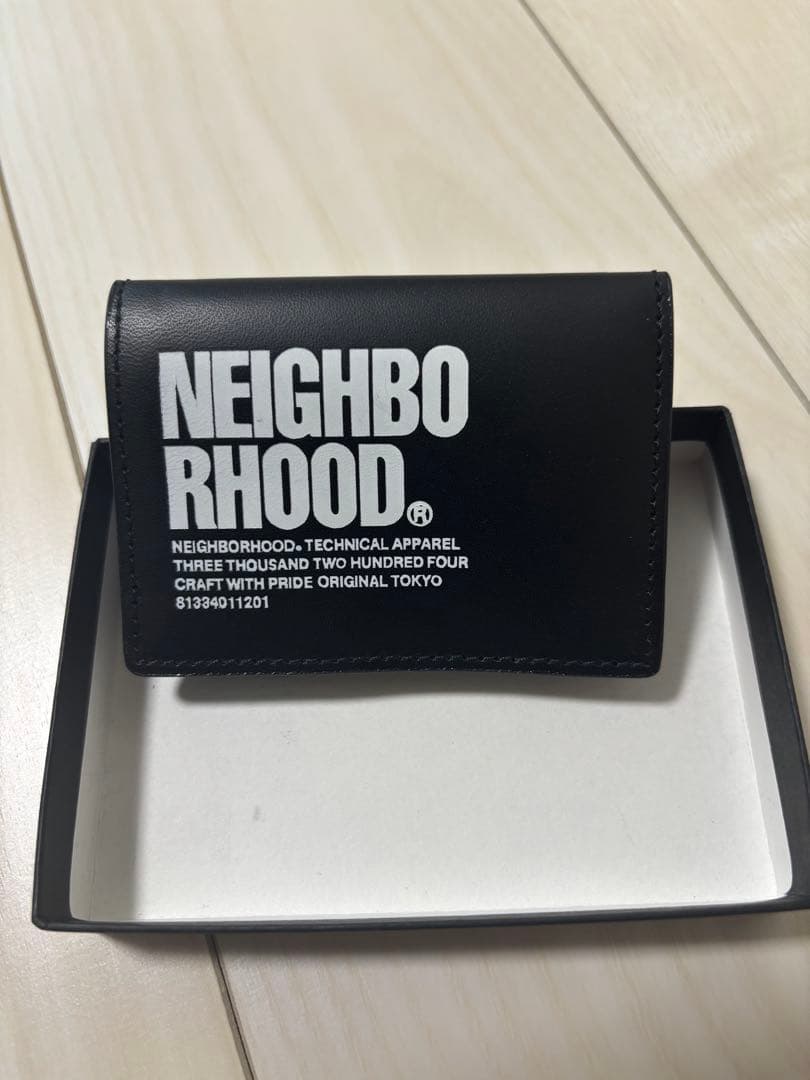 NEIGHBO
RHOOD®
NEIGHBORHOOD® TECHNICAL APPAREL
THREE THOUSAND TWO HUNDRED FOUR
CRAFT WITH PRIDE ORIGINAL TOKYO
81334011201